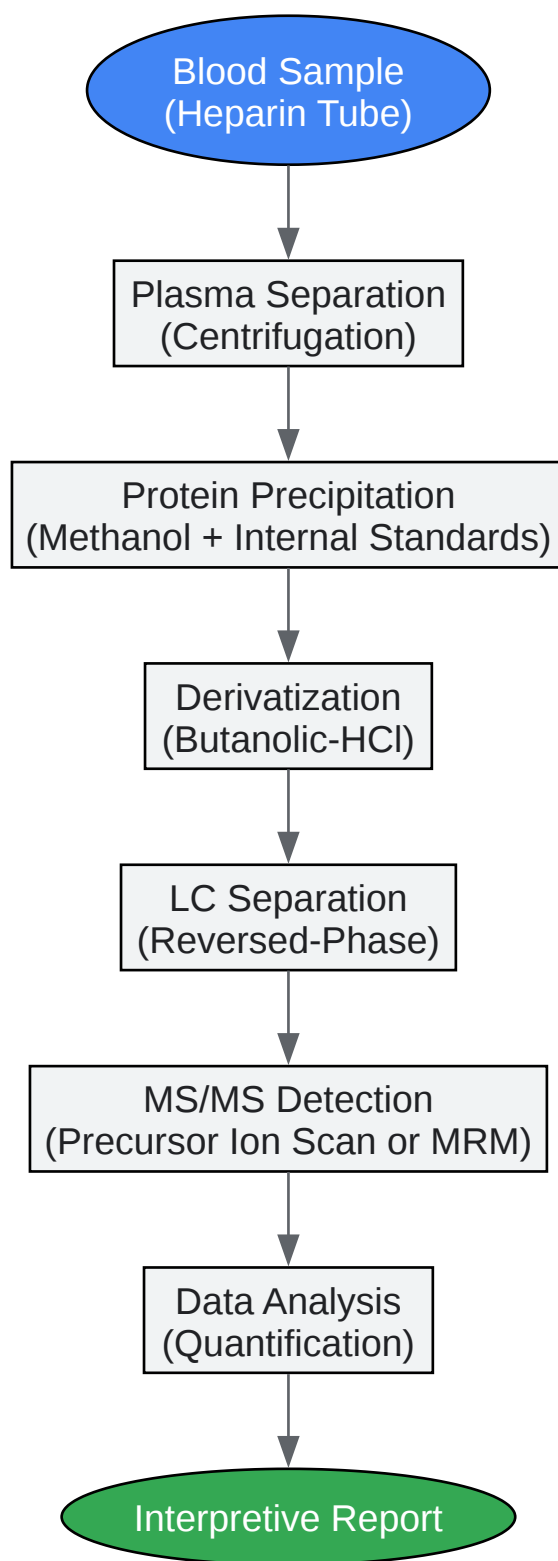 Blood Sample
(Heparin Tube)
Plasma Separation
(Centrifugation)
Protein Precipitation
(Methanol + Internal Standards)
Derivatization
(Butanolic-HCl)
LC Separation
(Reversed-Phase)
MS/MS Detection
(Precursor Ion Scan or MRM)
Data Analysis
(Quantification)
Interpretive Report